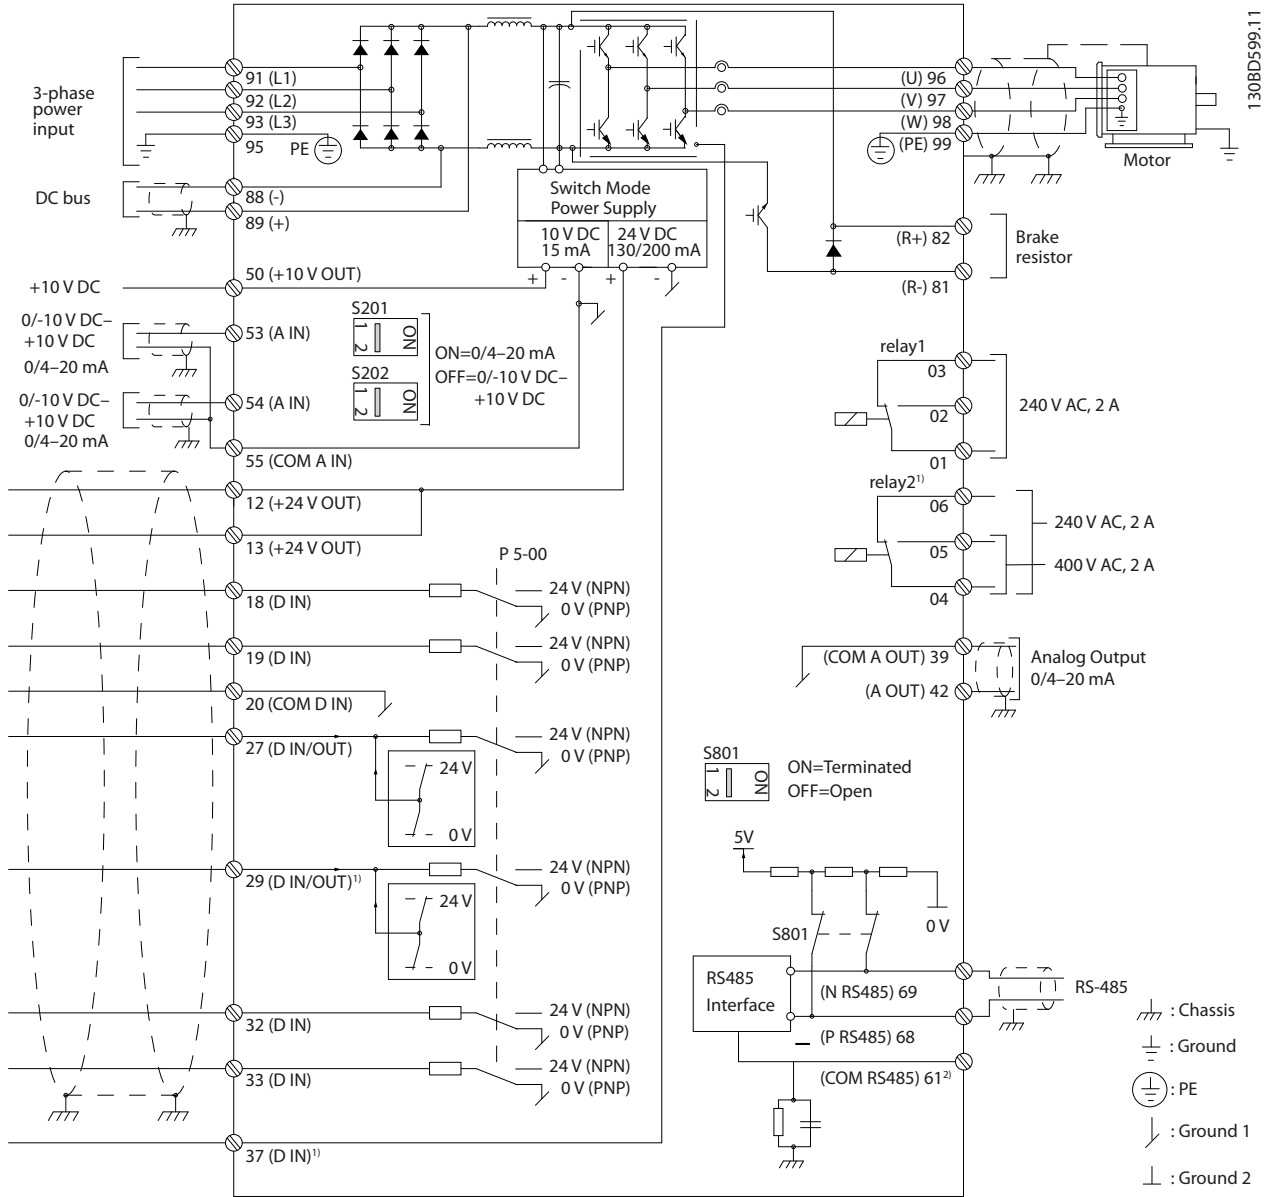 130BD599.11
3-phase
power
input
91 (L1)
92 (L2)
93 (L3)
95
PE
DC bus
88 (-)
89 (+)
Switch Mode
Power Supply
10 V DC
15 mA
24 V DC
130/200 mA
+
-
+
-
+10 V DC
50 (+10 V OUT)
0/-10 V DC–
+10 V DC
0/4–20 mA
53 (A IN)
0/-10 V DC–
+10 V DC
0/4–20 mA
54 (A IN)
55 (COM A IN)
S201
1
2
ON
S202
1
2
ON
ON=0/4–20 mA
OFF=0/-10 V DC–
+10 V DC
12 (+24 V OUT)
13 (+24 V OUT)
P 5-00
18 (D IN)
24 V (NPN)
0 V (PNP)
19 (D IN)
24 V (NPN)
0 V (PNP)
20 (COM D IN)
27 (D IN/OUT)
24 V (NPN)
0 V (PNP)
24 V
0 V
29 (D IN/OUT)1)
24 V (NPN)
0 V (PNP)
24 V
0 V
32 (D IN)
24 V (NPN)
0 V (PNP)
33 (D IN)
24 V (NPN)
0 V (PNP)
37 (D IN)1)
(U) 96
(V) 97
(W) 98
(PE) 99
Motor
(R+) 82
(R-) 81
Brake
resistor
relay1
03
02
01
240 V AC, 2 A
relay21)
06
05
04
240 V AC, 2 A
400 V AC, 2 A
(COM A OUT) 39
(A OUT) 42
Analog Output
0/4–20 mA
S801
1
2
ON
ON=Terminated
OFF=Open
5V
S801
0 V
RS485
Interface
(N RS485) 69
(P RS485) 68
(COM RS485) 612)
RS-485
: Chassis
: Ground
: PE
: Ground 1
: Ground 2